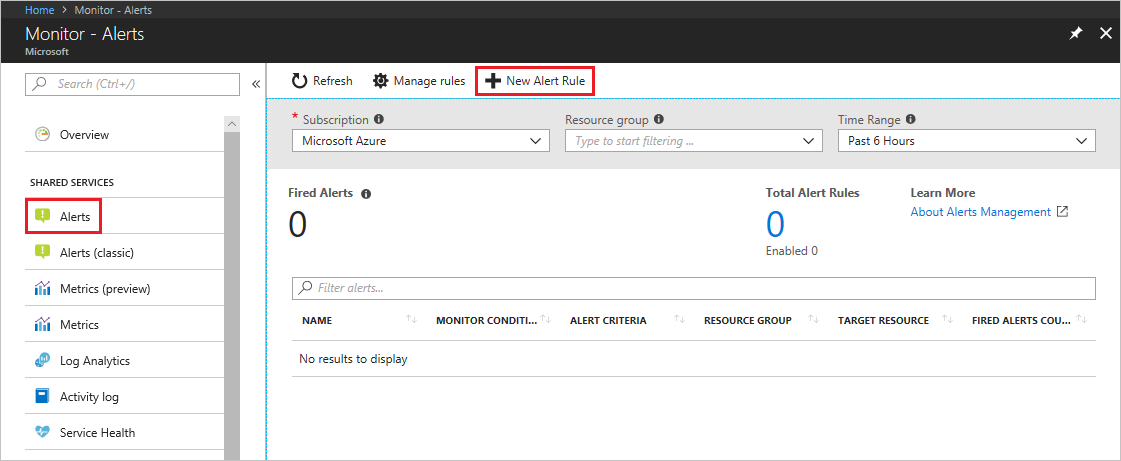 Home > Monitor - Alerts
Monitor - Alerts
Microsoft
Search (Ctrl+/)
Overview
SHARED SERVICES
Alerts
Alerts (classic)
Metrics (preview)
Metrics
Log Analytics
Activity log
Service Health
Refresh Manage rules New Alert Rule
* Subscription Resource group Time Range
Microsoft Azure Type to start filtering ... Past 6 Hours
Fired Alerts Total Alert Rules Learn More
0 0 About Alerts Management
Enabled 0
Filter alerts...
NAME MONITOR CONDITI... ALERT CRITERIA RESOURCE GROUP TARGET RESOURCE FIRED ALERTS COU...
No results to display